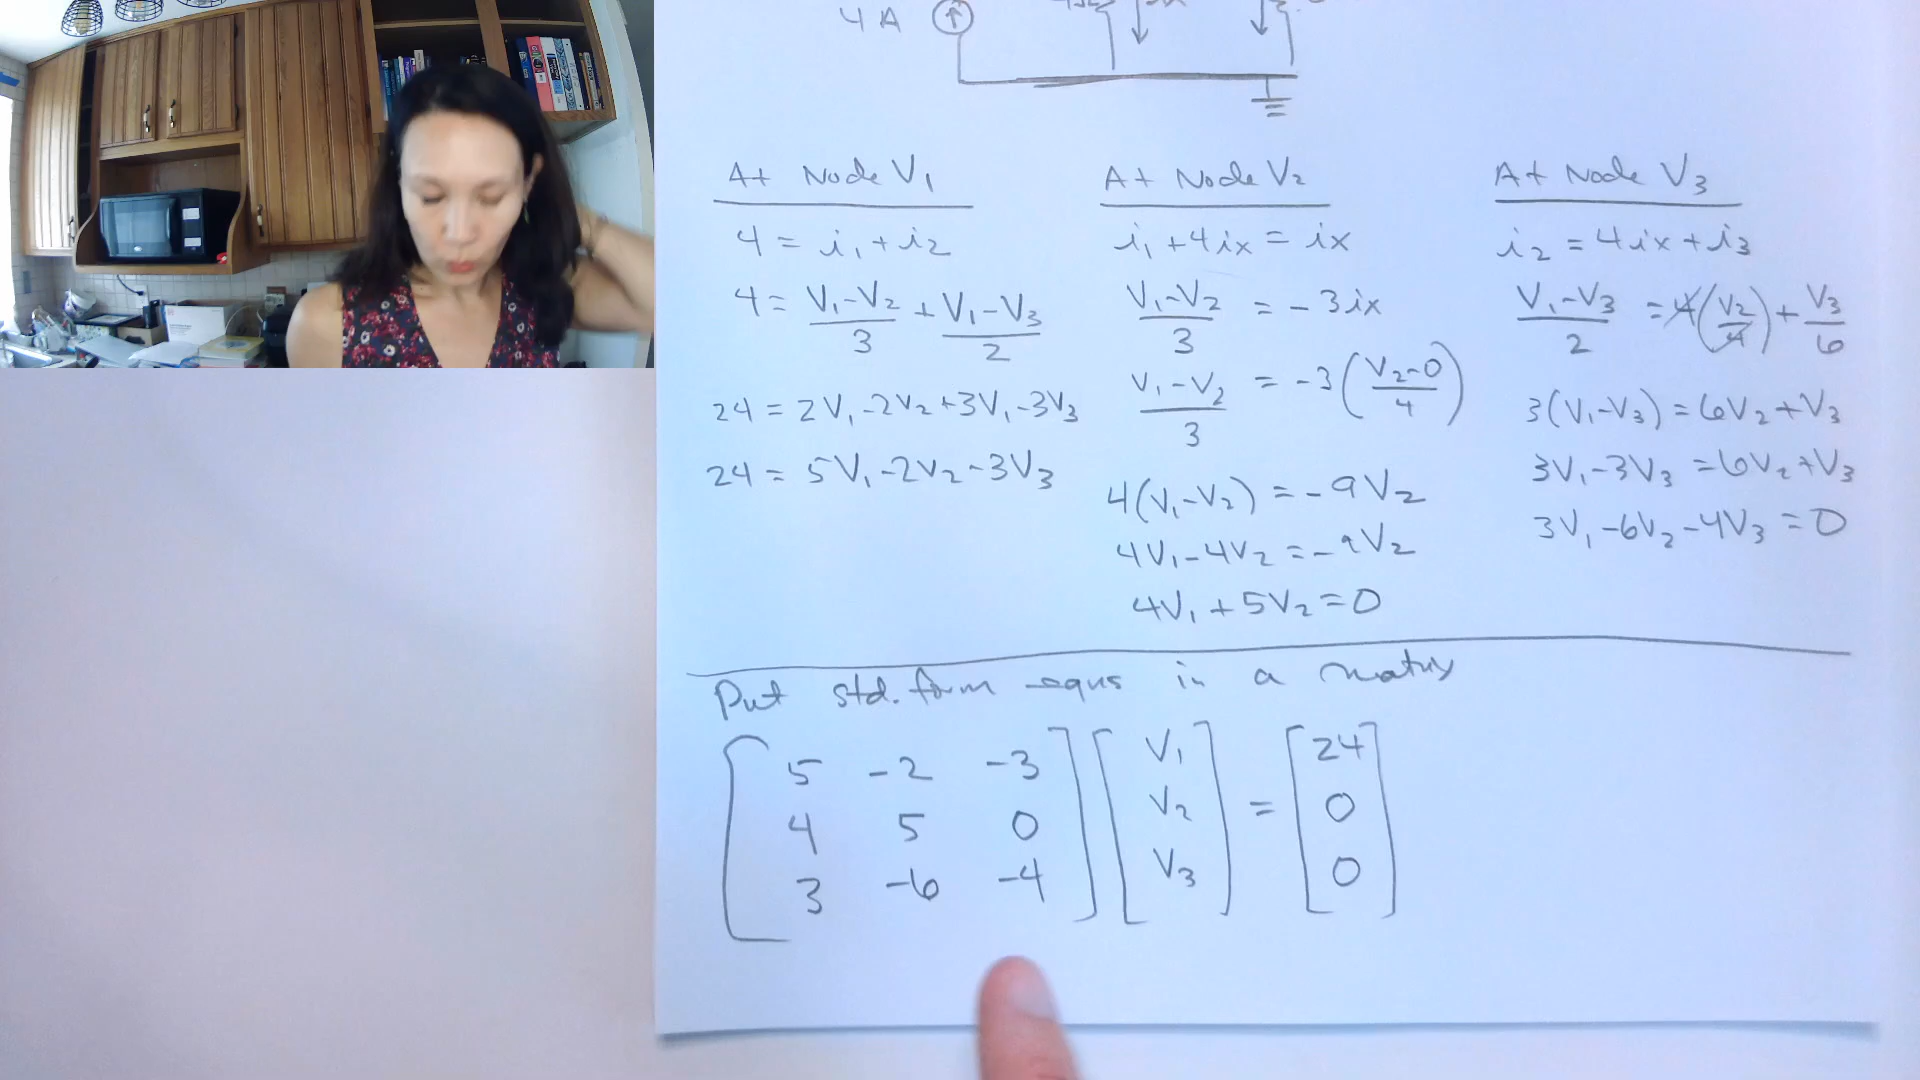 4 A
At Node V1
4 = i1 + i2
4 = V1-V2/3 + V1-V3/2
24 = 2V1-2V2+3V1-3V3
24 = 5V1-2V2-3V3
At Node V2
i1 + 4ix = ix
V1-V2/3 = -3ix
V1-V2/3 = -3(V2-0/4)
4(V1-V2) = -9V2
4V1-4V2 = -9V2
4V1 + 5V2 = 0
At Node V3
i2 = 4ix + i3
V1-V3/2 = 4(V2/4) + V3/6
3(V1-V3) = 6V2+V3
3V1-3V3 = 6V2+V3
3V1-6V2-4V3 = 0
Put std. form eqns in a matrix
[5 -2 -3] [V1] = [24]
[4 5 0] [V2] [0]
[3 -6 -4] [V3] [0]